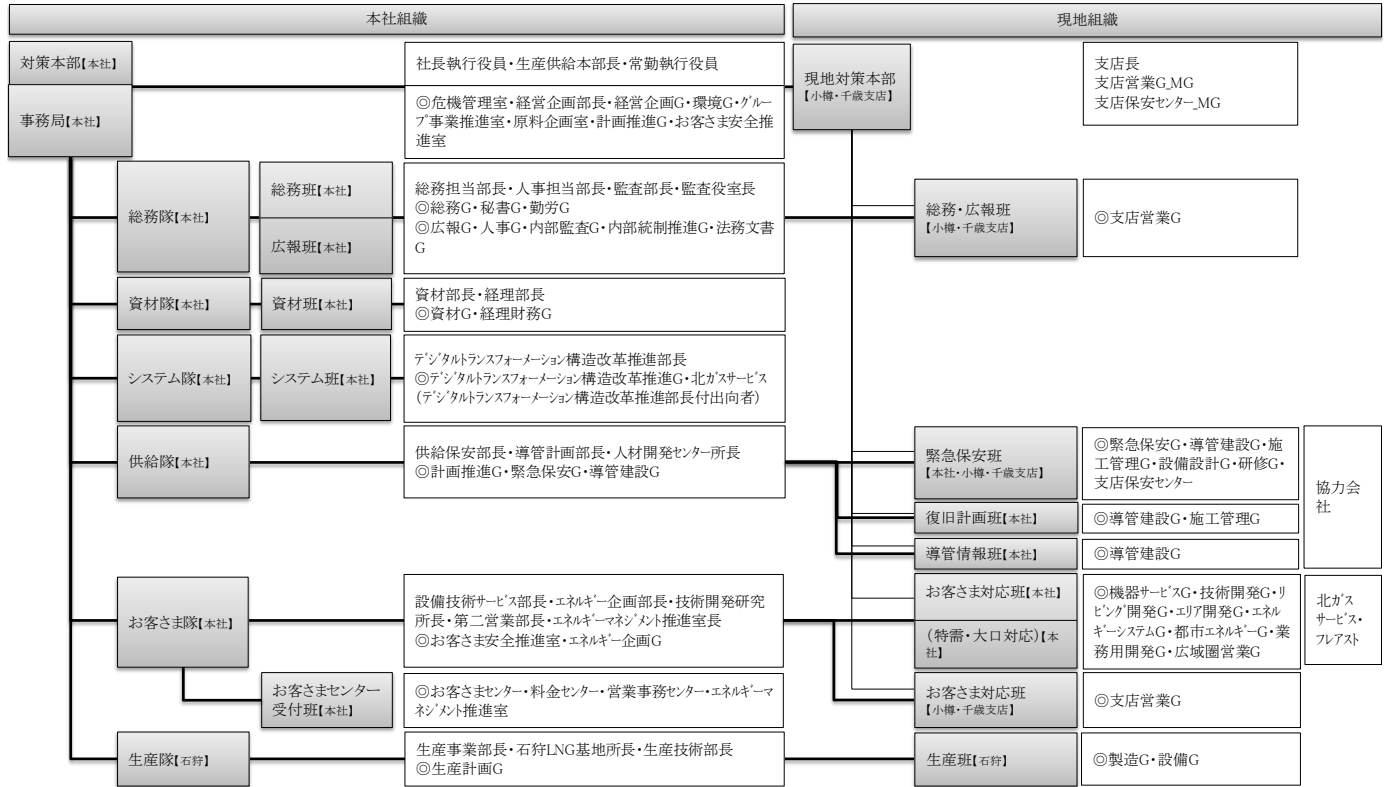 本社組織
現地組織
対策本部【本社】
社長執行役員・生産供給本部長・常勤執行役員
事務局【本社】
◎危機管理室・経営企画部長・経営企画G・環境G・グルー
プ事業推進室・原料企画室・計画推進G・お客さま安全推
進室
現地対策本部
【小樽・千歳支店】
支店長
支店営業G_MG
支店保安センター_MG
総務隊【本社】
総務班【本社】
広報班【本社】
総務担当部長・人事担当部長・監査部長・監査役室長
◎総務G・秘書G・勤労G
◎広報G・人事G・内部監査G・内部統制推進G・法務文書
G
総務・広報班
【小樽・千歳支店】
◎支店営業G
資材隊【本社】
資材班【本社】
資材部長・経理部長
◎資材G・経理財務G
システム隊【本社】
システム班【本社】
デジタルトランスフォーメーション構造改革推進部長
◎デジタルトランスフォーメーション構造改革推進G・北ガスサービス
(デジタルトランスフォーメーション構造改革推進部長付出向者)
供給隊【本社】
供給保安部長・導管計画部長・人材開発センター所長
◎計画推進G・緊急保安G・導管建設G
緊急保安班
【本社・小樽・千歳支店】
◎緊急保安G・導管建設G・施
工管理G・設備設計G・研修G・
支店保安センター
協力会
社
復旧計画班【本社】
◎導管建設G・施工管理G
導管情報班【本社】
◎導管建設G
お客さま隊【本社】
設備技術サービス部長・エネルギー企画部長・技術開発研究
所長・第二営業部長・エネルギーマネジメント推進室長
◎お客さま安全推進室・エネルギー企画G
お客さま対応班【本社】
(特需・大口対応)【本
社】
◎機器サービスG・技術開発G・リ
ビング開発G・エリア開発G・エネル
ギーシステムG・都市エネルギーG・業
務用開発G・広域圏営業G
北ガス
サービス・
フレアスト
お客さまセンター
受付班【本社】
◎お客さまセンター・料金センター・営業事務センター・エネルギーマ
ネジメント推進室
お客さま対応班
【小樽・千歳支店】
◎支店営業G
生産隊【石狩】
生産事業部長・石狩LNG基地所長・生産技術部長
◎生産計画G
生産班【石狩】
◎製造G・設備G